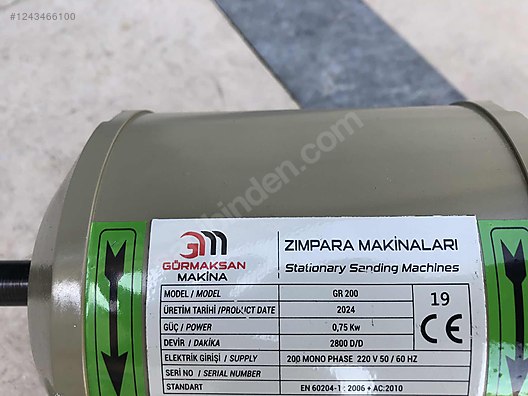 #1243466100
sahibinden.com
GÜRMAKSAN
MAKİNA
ZIMPARA MAKİNALARI
Stationary Sanding Machines
MODEL / MODEL GR 200
ÜRETİM TARİHİ /PRODUCT DATE 2024
GÜÇ / POWER 0,75 Kw
DEVİR / DAKİKA 2800 D/D
ELEKTRİK GİRİŞİ / SUPPLY 200 MONO PHASE 220 V 50 / 60 HZ
SERI NO / SERIAL NUMBER
STANDART EN 60204-1 : 2006 + AC:2010
19
CE